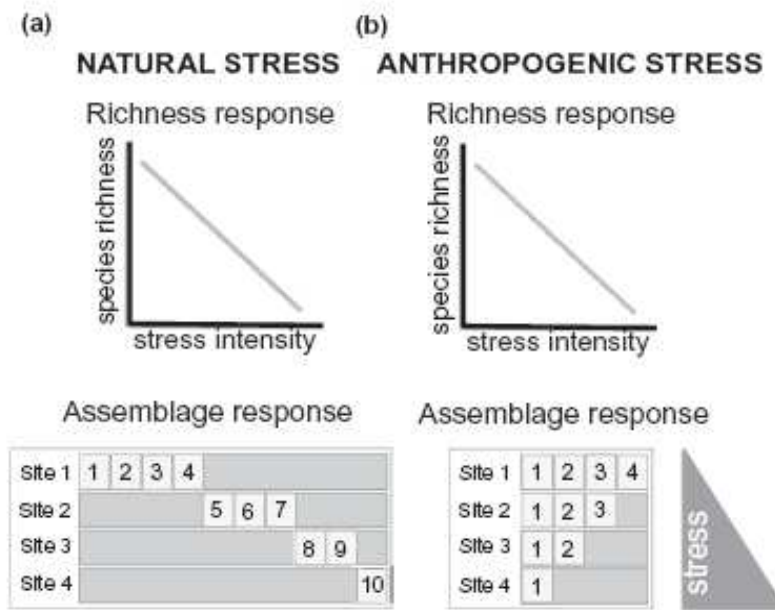 (a)
NATURAL STRESS
Richness response
species richness
stress intensity
Assemblage response
Site 1 1 2 3 4
Site 2 5 6 7
Site 3 8 9
Site 4 10
(b)
ANTHROPOGENIC STRESS
Richness response
species richness
stress intensity
Assemblage response
Site 1 1 2 3 4
Site 2 1 2 3
Site 3 1 2
Site 4 1
stress